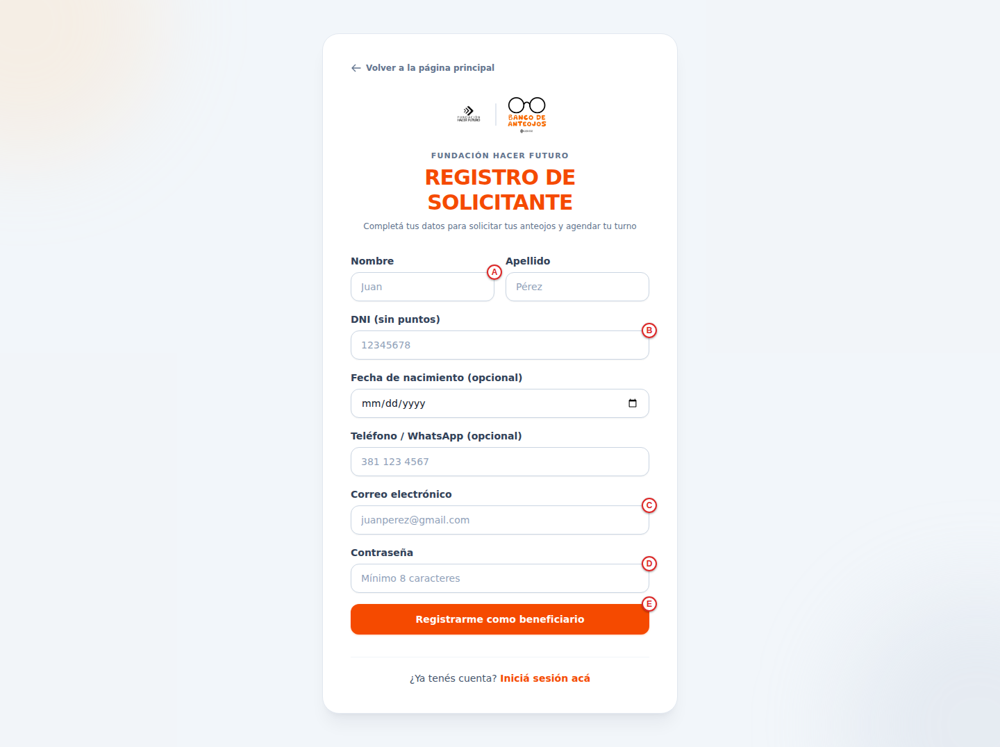 Volver a la página principal
FUNDACIÓN
HACER FUTURO
BANCO DE
ANTEOJOS
FUNDACIÓN HACER FUTURO
REGISTRO DE
SOLICITANTE
Completá tus datos para solicitar tus anteojos y agendar tu turno
Nombre
Apellido
A
Juan
Pérez
DNI (sin puntos)
B
12345678
Fecha de nacimiento (opcional)
mm/dd/yyyy
Teléfono / WhatsApp (opcional)
381 123 4567
Correo electrónico
C
juanperez@gmail.com
Contraseña
D
Mínimo 8 caracteres
E
Registrarme como beneficiario
¿Ya tenés cuenta? Iniciá sesión acá